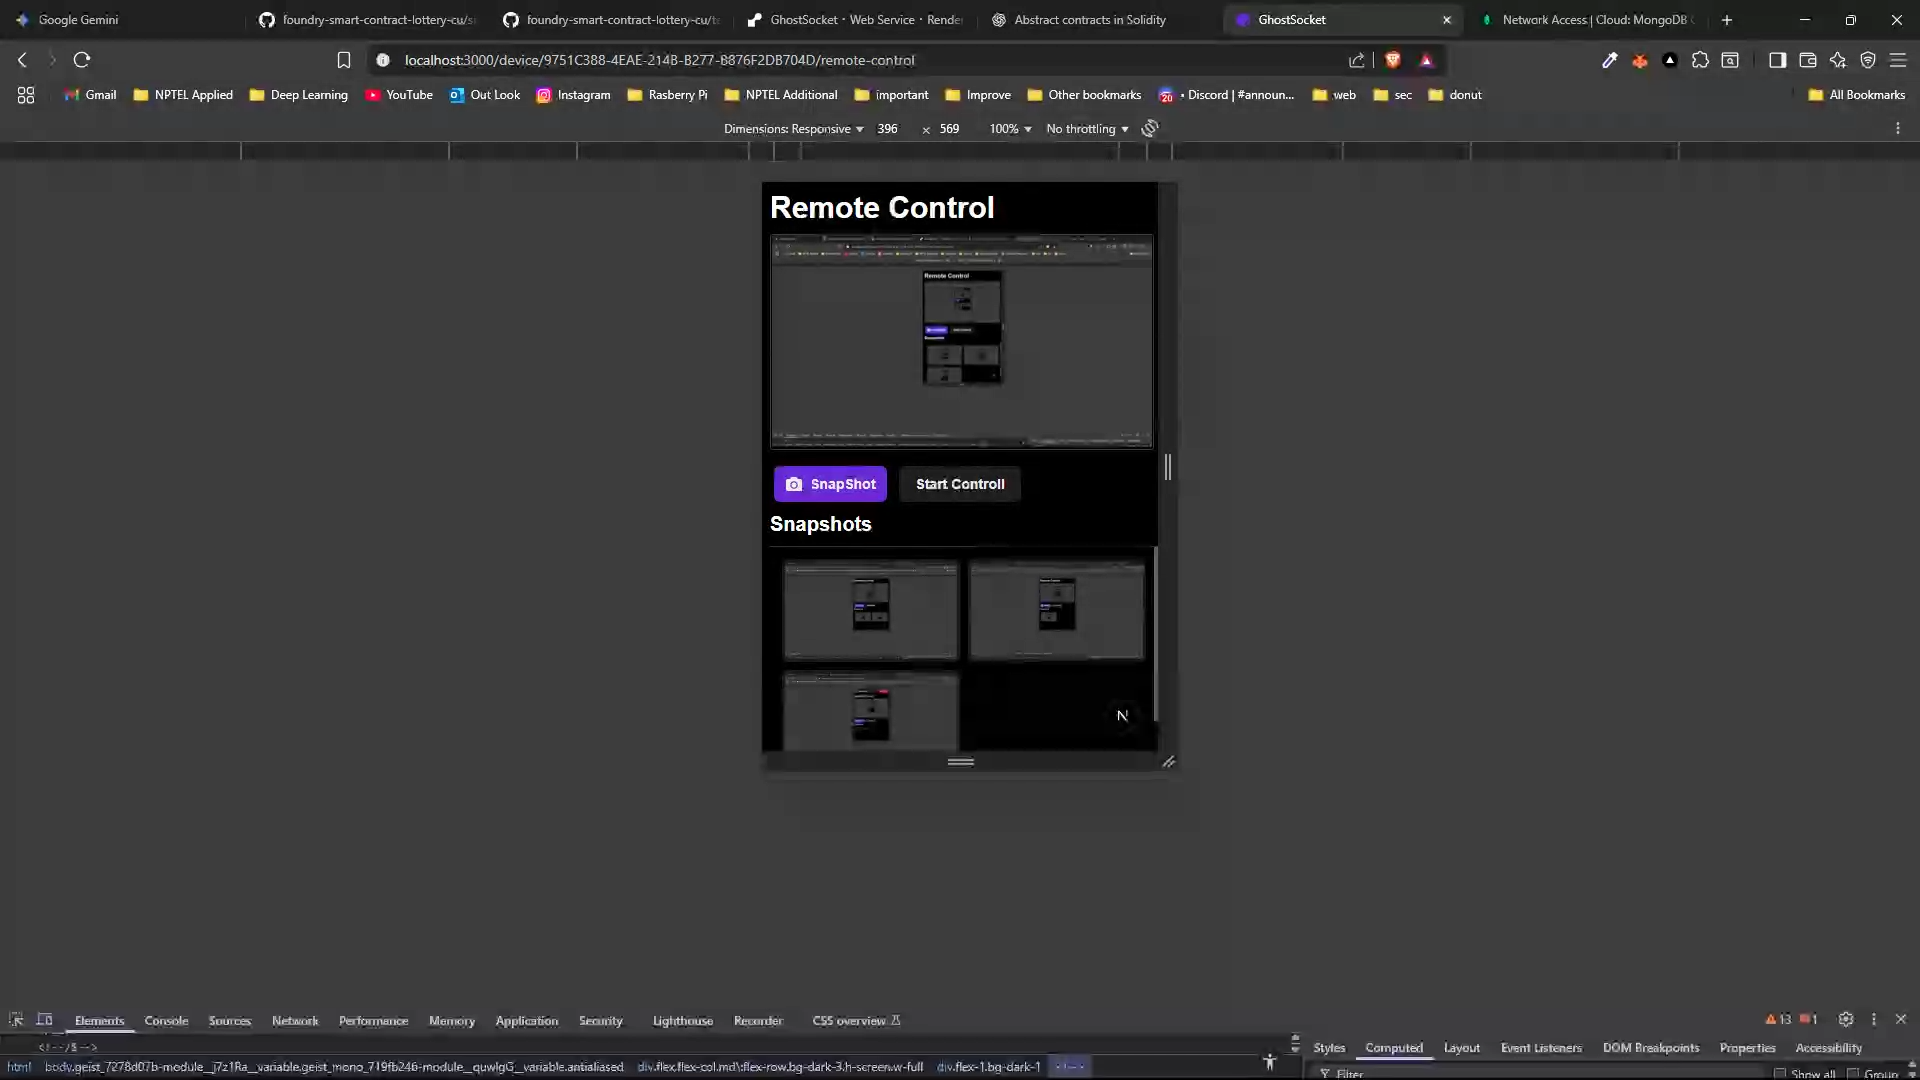 Google Gemini
foundry-smart-contract-lottery-cu/s
foundry-smart-contract-lottery-cu/t
GhostSocket · Web Service · Render
Abstract contracts in Solidity
GhostSocket
Network Access | Cloud: MongoDB
localhost:3000/device/9751C388-4EAE-214B-B277-B876F2DB704D/remote-control
Gmail
NPTEL Applied
Deep Learning
YouTube
Out Look
Instagram
Rasberry Pi
NPTEL Additional
important
Improve
Other bookmarks
20
• Discord | #announ...
web
sec
donut
All Bookmarks
Dimensions: Responsive 396 x 569 100% No throttling
Remote Control
Remote Control
SnapShot
Start Controll
Snapshots
N
Elements Console Sources Network Performance Memory Application Security Lighthouse Recorder CSS overview
13 1
<!--/$-->
Styles Computed Layout Event Listeners DOM Breakpoints Properties Accessibility
html body.geist_7278d07b-module__j7z1Ra__variable.geist_mono_719fb246-module__quwIgG__variable.antialiased div.flex.flex-col.md\:flex-row.bg-dark-3.h-screen.w-full div.flex-1.bg-dark-1
Filter Show all Group